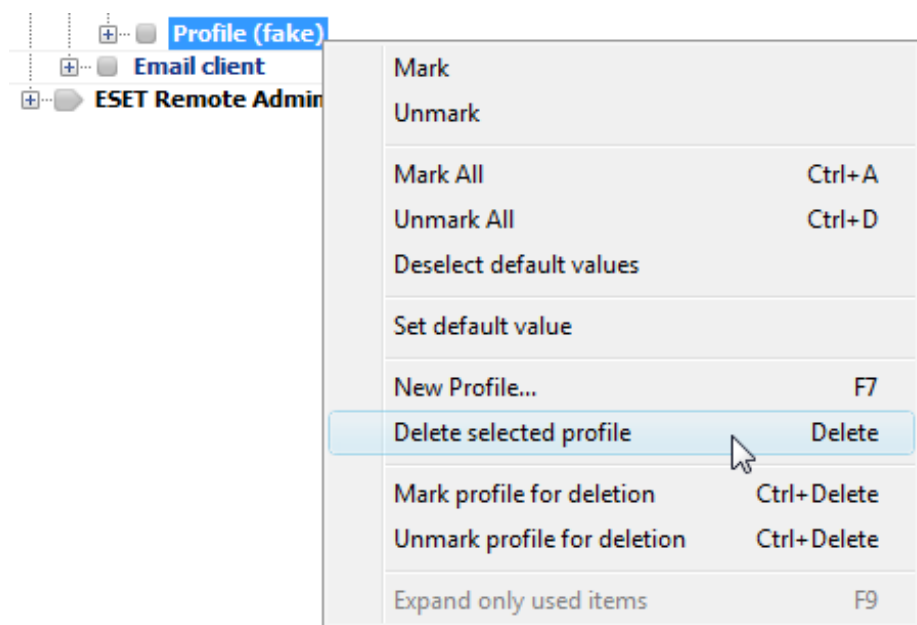 Profile (fake)
Email client
ESET Remote Admin
Mark
Unmark
Mark All Ctrl+A
Unmark All Ctrl+D
Deselect default values
Set default value
New Profile... F7
Delete selected profile Delete
Mark profile for deletion Ctrl+Delete
Unmark profile for deletion Ctrl+Delete
Expand only used items F9